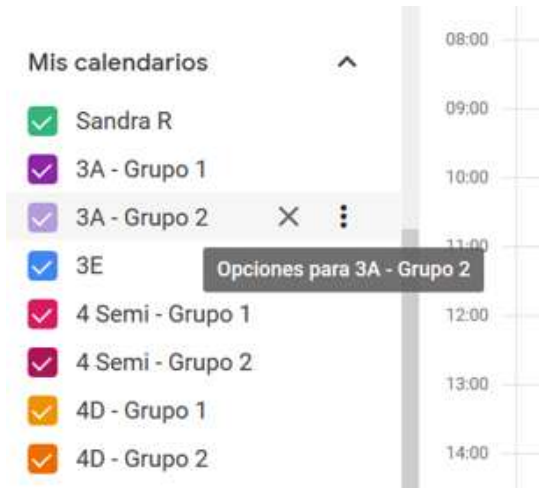 Mis calendarios
Sandra R
3A - Grupo 1
3A - Grupo 2
3E
Opciones para 3A - Grupo 2
4 Semi - Grupo 1
4 Semi - Grupo 2
4D - Grupo 1
4D - Grupo 2
08:00
09:00
10:00
11:00
12:00
13:00
14:00